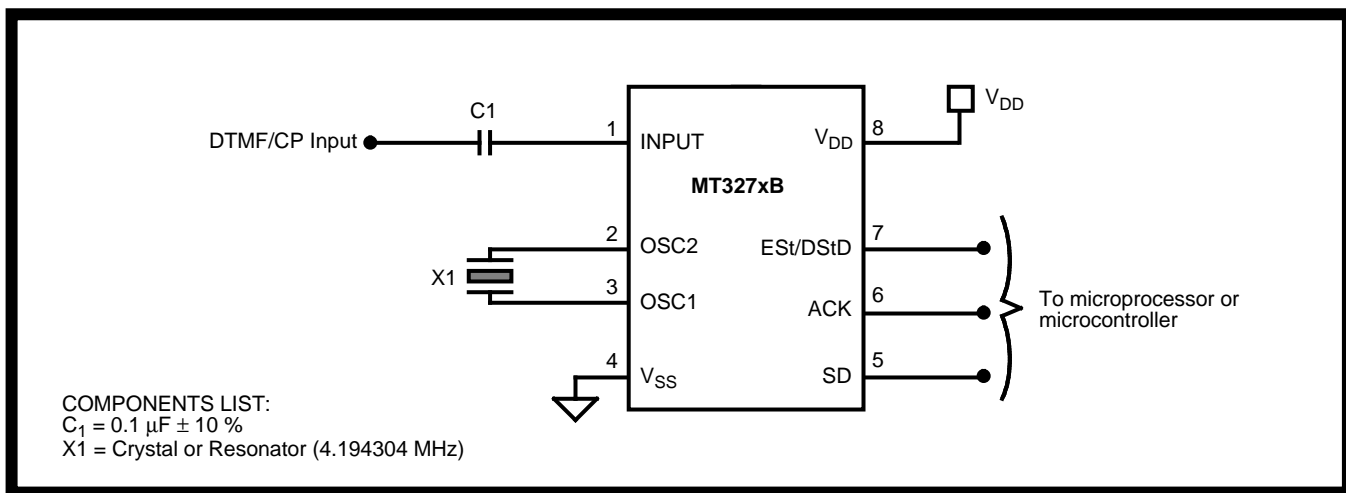 C1
V_DD
DTMF/CP Input
1
INPUT
V_DD
8
MT327xB
2
OSC2
ESt/DStD
7
X1
3
OSC1
ACK
6
To microprocessor or
microcontroller
4
V_SS
SD
5
COMPONENTS LIST:
C_1 = 0.1 μF ± 10 %
X1 = Crystal or Resonator (4.194304 MHz)